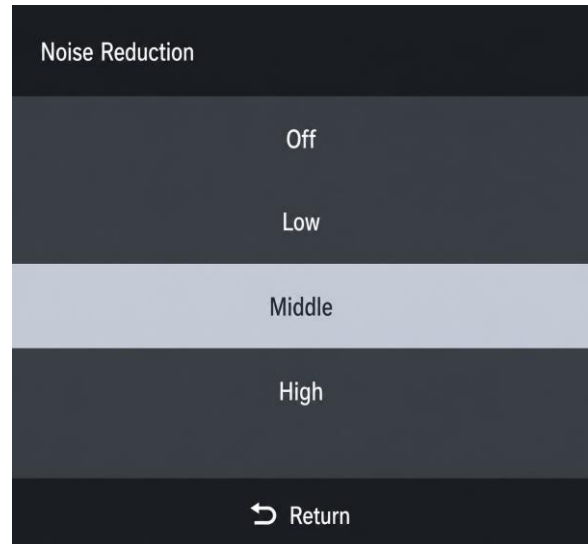 Noise Reduction
Off
Low
Middle
High
Return